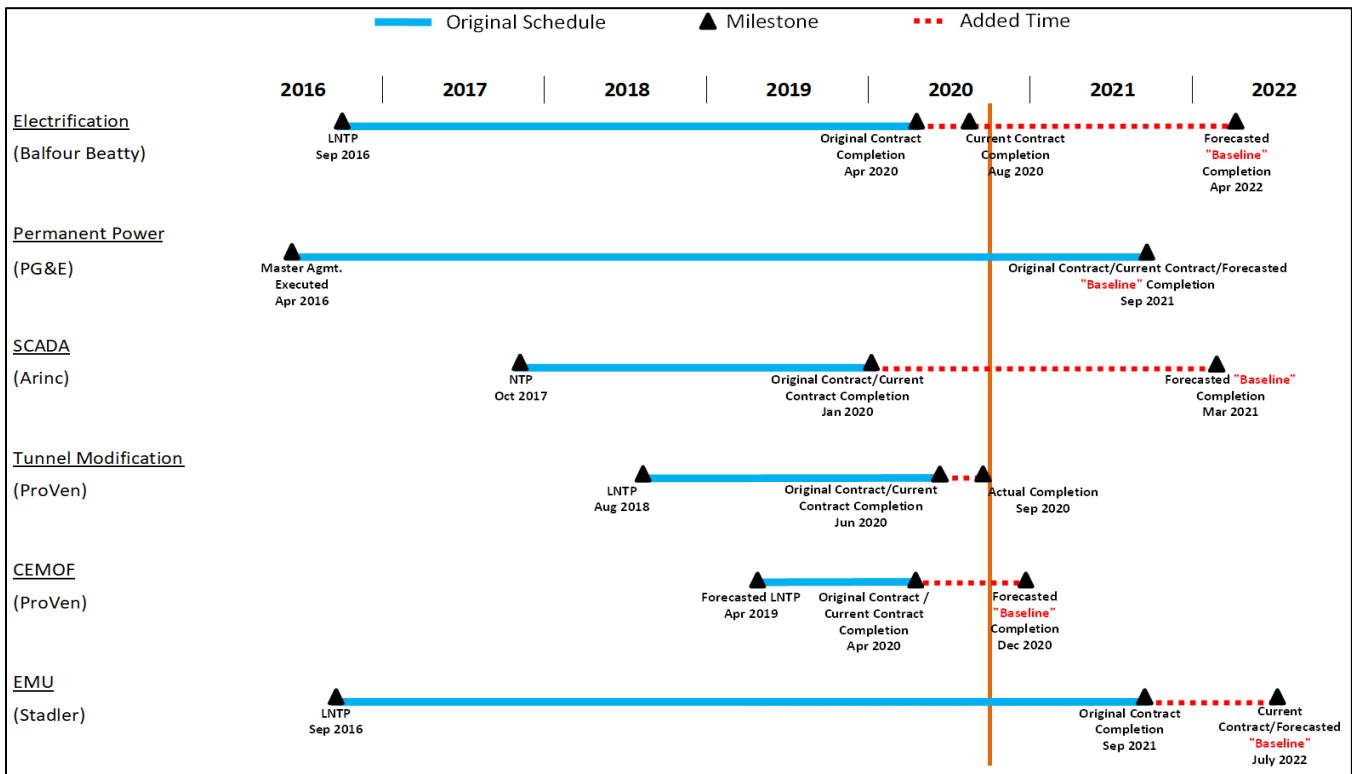 Original Schedule Milestone Added Time
2016 2017 2018 2019 2020 2021 2022
Electrification
(Balfour Beatty)
LNTP
Sep 2016
Original Contract
Completion
Apr 2020
Current Contract
Completion
Aug 2020
Forecasted
"Baseline"
Completion
Apr 2022
Permanent Power
(PG&E)
Master Agmt.
Executed
Apr 2016
Original Contract/Current Contract/Forecasted
"Baseline" Completion
Sep 2021
SCADA
(Arinc)
NTP
Oct 2017
Original Contract/Current
Contract Completion
Jan 2020
Forecasted "Baseline"
Completion
Mar 2021
Tunnel Modification
(ProVen)
LNTP
Aug 2018
Original Contract/Current
Contract Completion
Jun 2020
Actual Completion
Sep 2020
CEMOF
(ProVen)
Forecasted LNTP
Apr 2019
Original Contract /
Current Contract
Completion
Apr 2020
Forecasted
"Baseline"
Completion
Dec 2020
EMU
(Stadler)
LNTP
Sep 2016
Original Contract
Completion
Sep 2021
Current
Contract/Forecasted
"Baseline"
July 2022